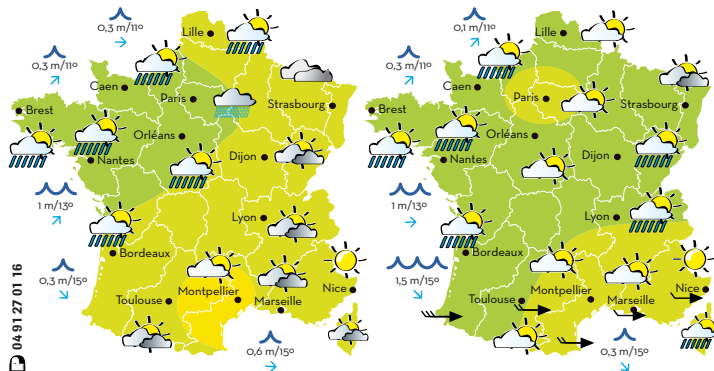 0,3 m/11°
Lille
0,3 m/11°
Caen
Paris
Strasbourg
Brest
Orléans
Nantes
Dijon
1 m/13°
Lyon
Bordeaux
0,3 m/15°
Montpellier
Toulouse
Marseille
Nice
0,6 m/15°
04 91 27 01 16
0,1 m/11°
Lille
0,3 m/11°
Caen
Paris
Strasbourg
Brest
Orléans
Nantes
Dijon
1 m/13°
Lyon
Bordeaux
1,5 m/15°
Montpellier
Toulouse
Marseille
Nice
0,3 m/15°